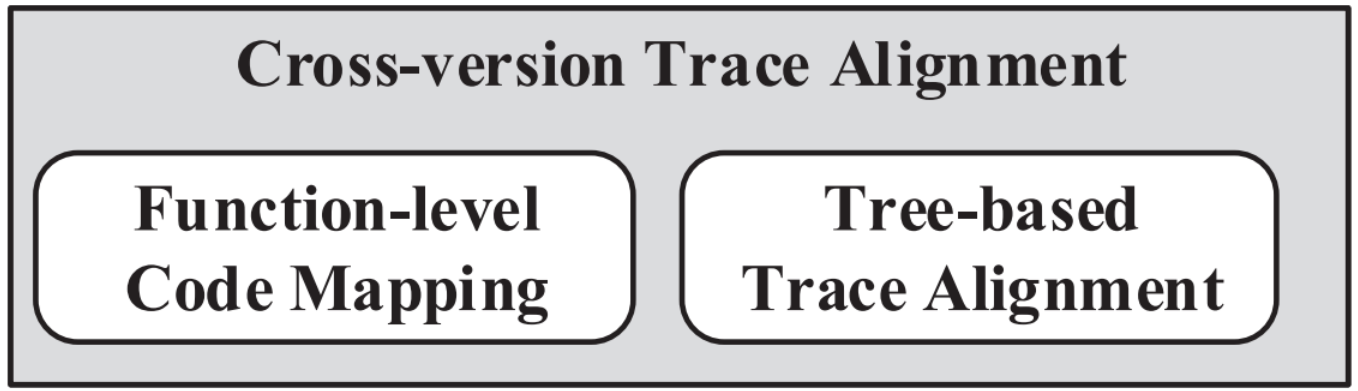 Cross-version Trace Alignment
Function-level
Code Mapping
Tree-based
Trace Alignment